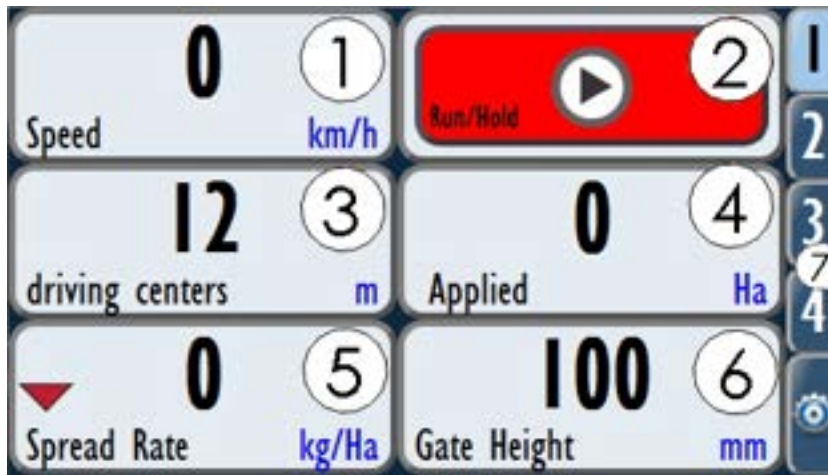 0 1
Speed km/h
Run/Hold 2
12 3
driving centers m
0 4
Applied Ha
0 5
Spread Rate kg/Ha
100 6
Gate Height mm
1
2
3
7
4